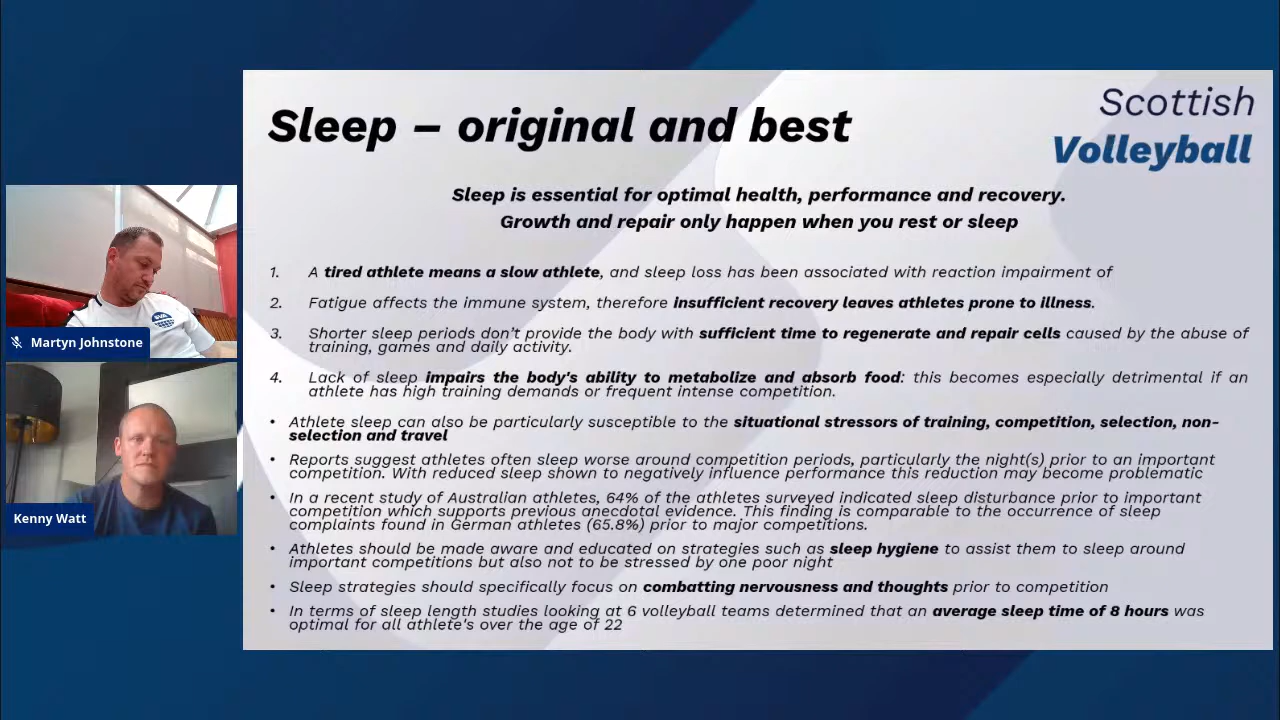 Scottish
Volleyball
Sleep – original and best
Sleep is essential for optimal health, performance and recovery.
Growth and repair only happen when you rest or sleep
1. A tired athlete means a slow athlete, and sleep loss has been associated with reaction impairment of
2. Fatigue affects the immune system, therefore insufficient recovery leaves athletes prone to illness.
3. Shorter sleep periods don't provide the body with sufficient time to regenerate and repair cells caused by the abuse of
training, games and daily activity.
4. Lack of sleep impairs the body's ability to metabolize and absorb food: this becomes especially detrimental if an
athlete has high training demands or frequent intense competition.
• Athlete sleep can also be particularly susceptible to the situational stressors of training, competition, selection, non-
selection and travel
• Reports suggest athletes often sleep worse around competition periods, particularly the night(s) prior to an important
competition. With reduced sleep shown to negatively influence performance this reduction may become problematic
• In a recent study of Australian athletes, 64% of the athletes surveyed indicated sleep disturbance prior to important
competition which supports previous anecdotal evidence. This finding is comparable to the occurrence of sleep
complaints found in German athletes (65.8%) prior to major competitions.
• Athletes should be made aware and educated on strategies such as sleep hygiene to assist them to sleep around
important competitions but also not to be stressed by one poor night
• Sleep strategies should specifically focus on combatting nervousness and thoughts prior to competition
• In terms of sleep length studies looking at 6 volleyball teams determined that an average sleep time of 8 hours was
optimal for all athlete's over the age of 22
Martyn Johnstone
Kenny Watt